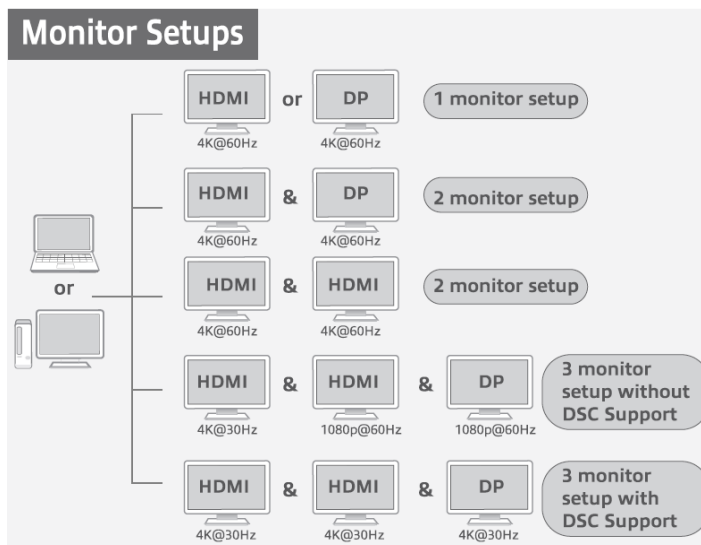 Monitor Setups
HDMI or DP 1 monitor setup
4K@60Hz 4K@60Hz
HDMI & DP 2 monitor setup
4K@60Hz 4K@60Hz
or
HDMI & HDMI 2 monitor setup
4K@60Hz 4K@60Hz
HDMI & HDMI & DP
4K@30Hz 1080p@60Hz 1080p@60Hz
3 monitor
setup without
DSC Support
HDMI & HDMI & DP
4K@30Hz 4K@30Hz 4K@30Hz
3 monitor
setup with
DSC Support